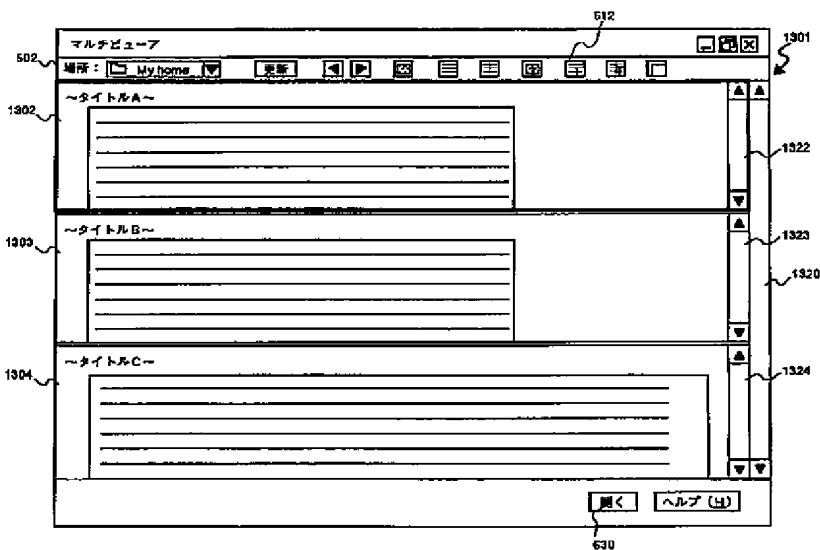 612
マルチビューア
1301
502
場所： My home 更新
1302
～タイトルA～
1322
1303
～タイトルB～
1323
1320
1304
～タイトルC～
1324
開く ヘルプ (H)
630